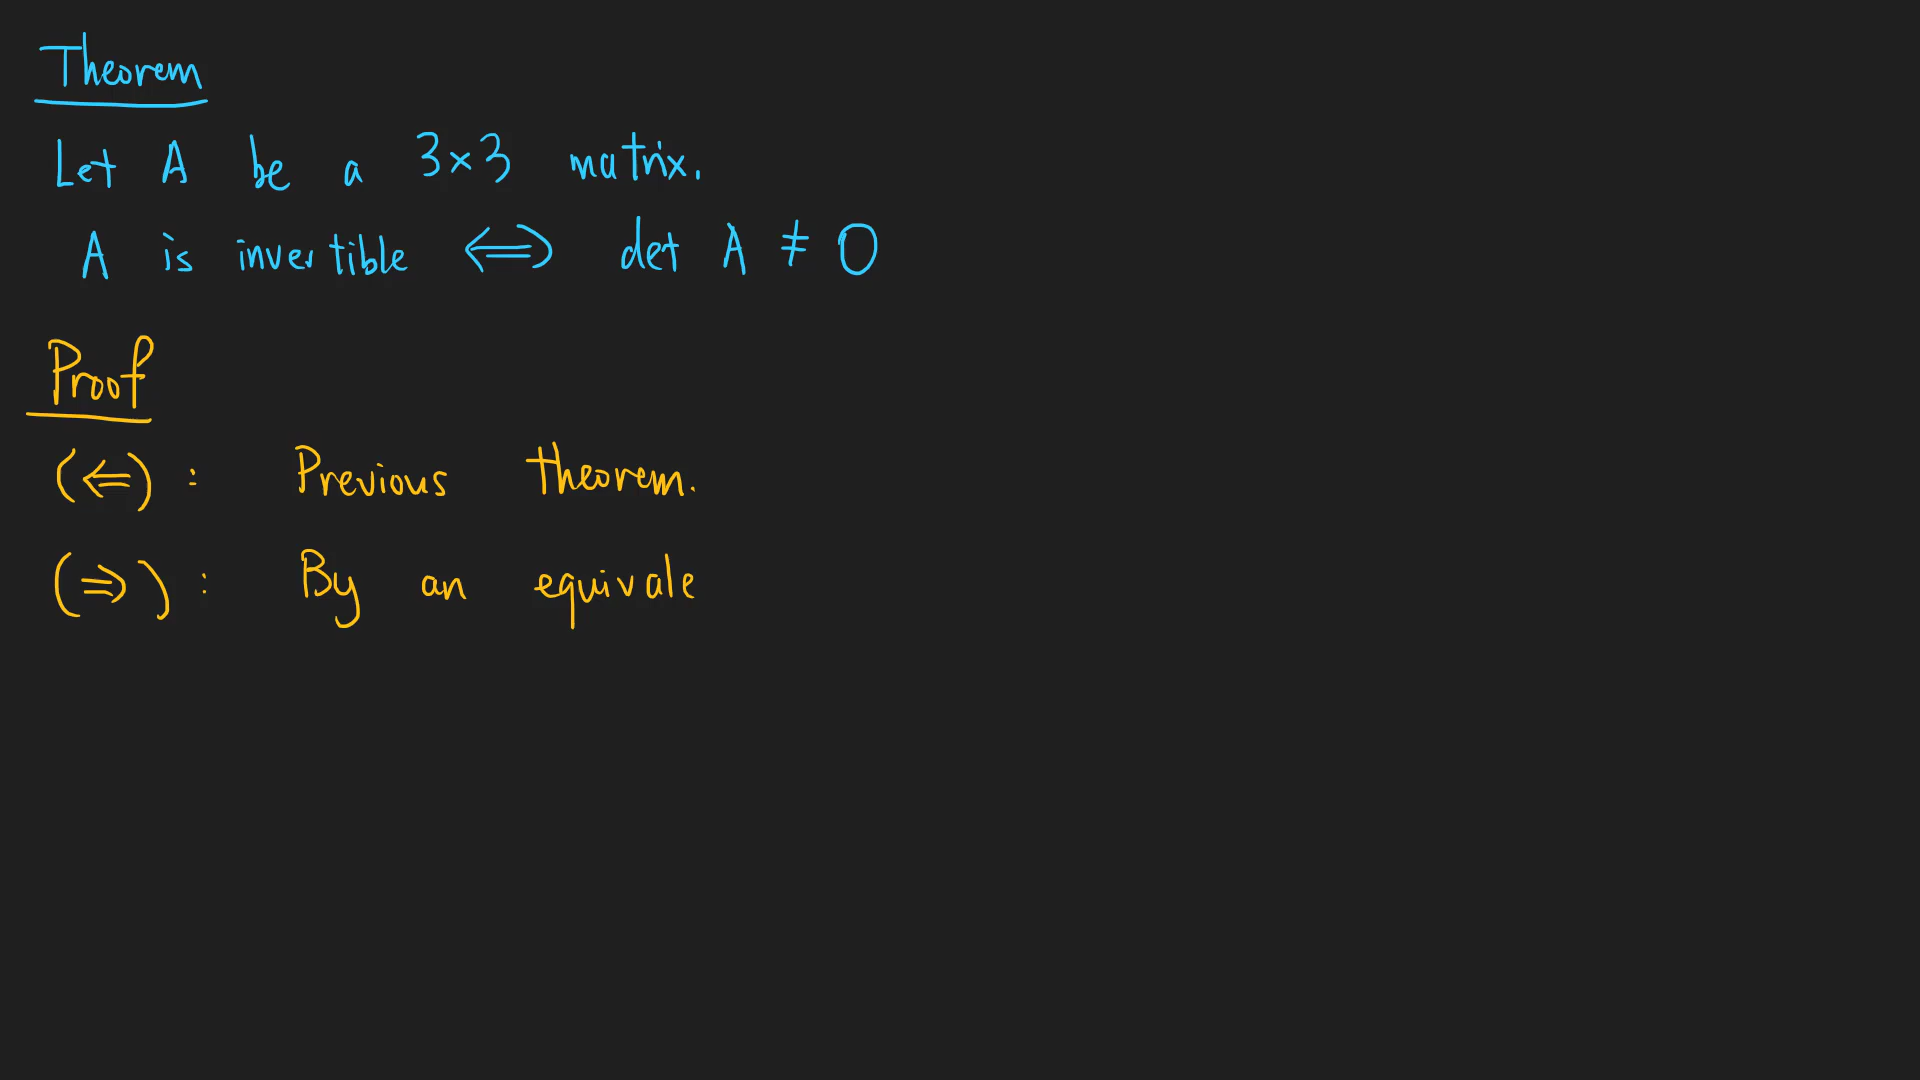 Theorem
Let A be a 3×3 matrix.
A is invertible ⟺ det A ≠ 0
Proof
(⇐) : Previous theorem.
(⇒) : By an equivale